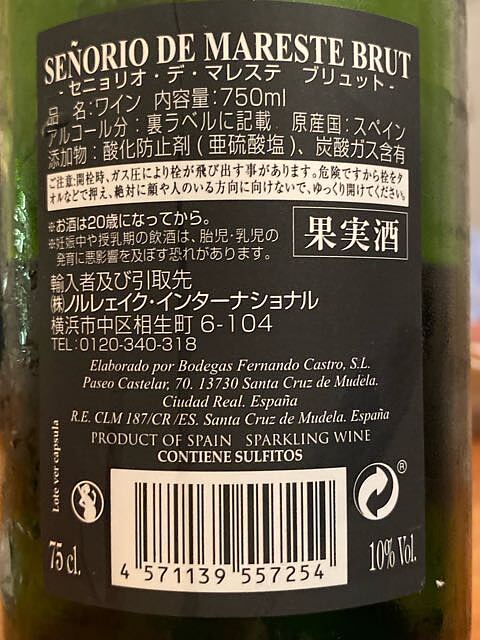 SEÑORIO DE MARESTE BRUT
- セニョリオ・デ・マレステ　ブリュット -
品　名：ワイン　内容量：750ml
アルコール分：裏ラベルに記載　原産国：スペイン
添加物：酸化防止剤(亜硫酸塩)、炭酸ガス含有
ご注意:開栓時、ガス圧により栓が飛び出す事があります。危険ですから栓をタ
オルなどで押え、絶対に顔や人のいる方向に向けないで、ゆっくり開けてください。
※お酒は20歳になってから。
※妊娠中や授乳期の飲酒は、胎児・乳児の
発育に悪影響を及ぼす恐れがあります。
果実酒
輸入者及び引取先
㈱ノルレェイク・インターナショナル
横浜市中区相生町 6-104
TEL：0120-340-318
Elaborado por Bodegas Fernando Castro, S.L.
Paseo Castelar, 70. 13730 Santa Cruz de Mudela.
Ciudad Real. España
R.E. CLM 187/CR /ES. Santa Cruz de Mudela. España
PRODUCT OF SPAIN SPARKLING WINE
CONTIENE SULFITOS
Lote ver capsula
®
75 cl.
4 571139 557254
10% Vol.